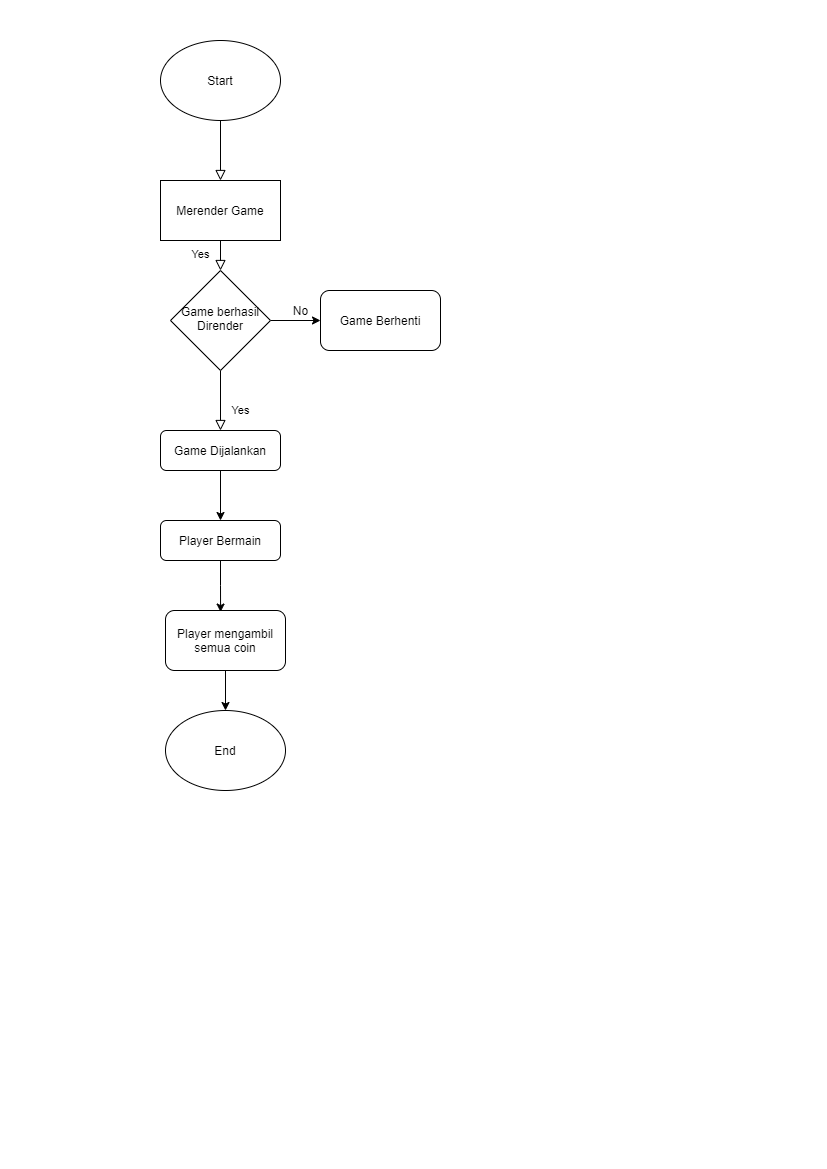 Start
Merender Game
Yes
Game berhasil
Dirender
No
Game Berhenti
Yes
Game Dijalankan
Player Bermain
Player mengambil
semua coin
End